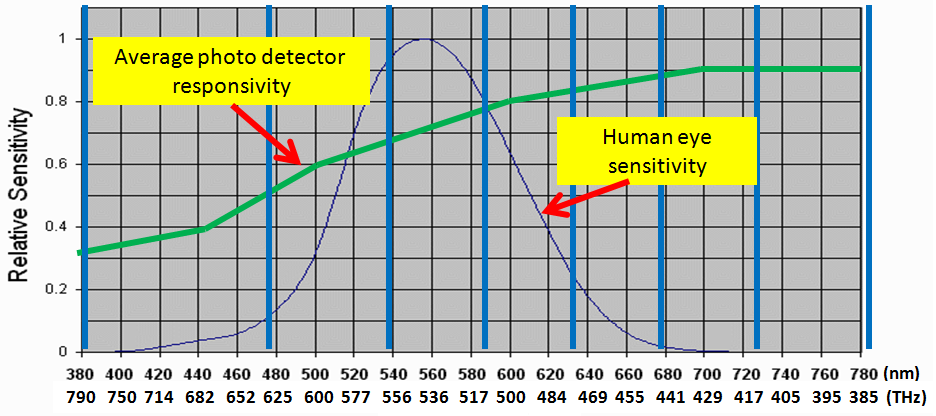 Average photo detector
responsivity
Human eye
sensitivity
Relative Sensitivity
1
0.8
0.6
0.4
0.2
0
380 400 420 440 460 480 500 520 540 560 580 600 620 640 660 680 700 720 740 760 780 (nm)
790 750 714 682 652 625 600 577 556 536 517 500 484 469 455 441 429 417 405 395 385 (THz)